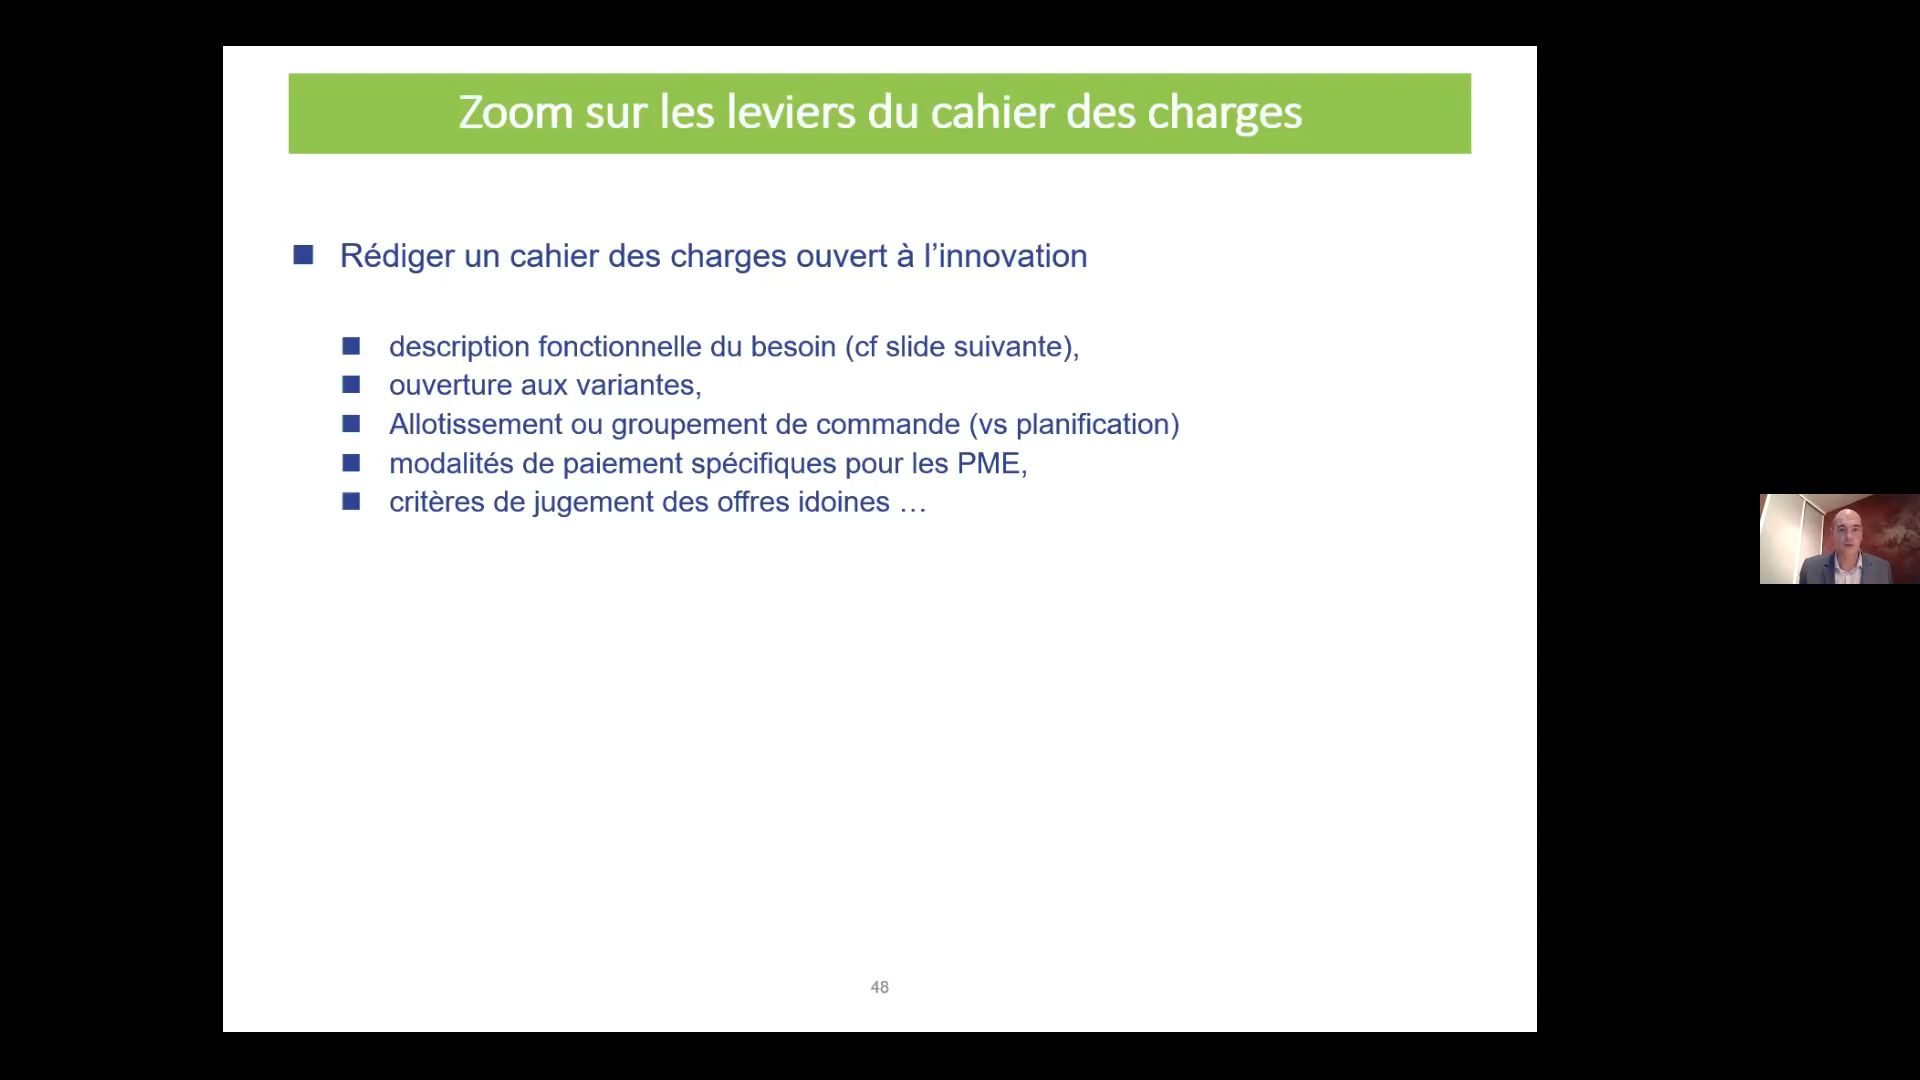 Zoom sur les leviers du cahier des charges
Rédiger un cahier des charges ouvert à l’innovation
description fonctionnelle du besoin (cf slide suivante),
ouverture aux variantes,
Allotissement ou groupement de commande (vs planification)
modalités de paiement spécifiques pour les PME,
critères de jugement des offres idoines …
48